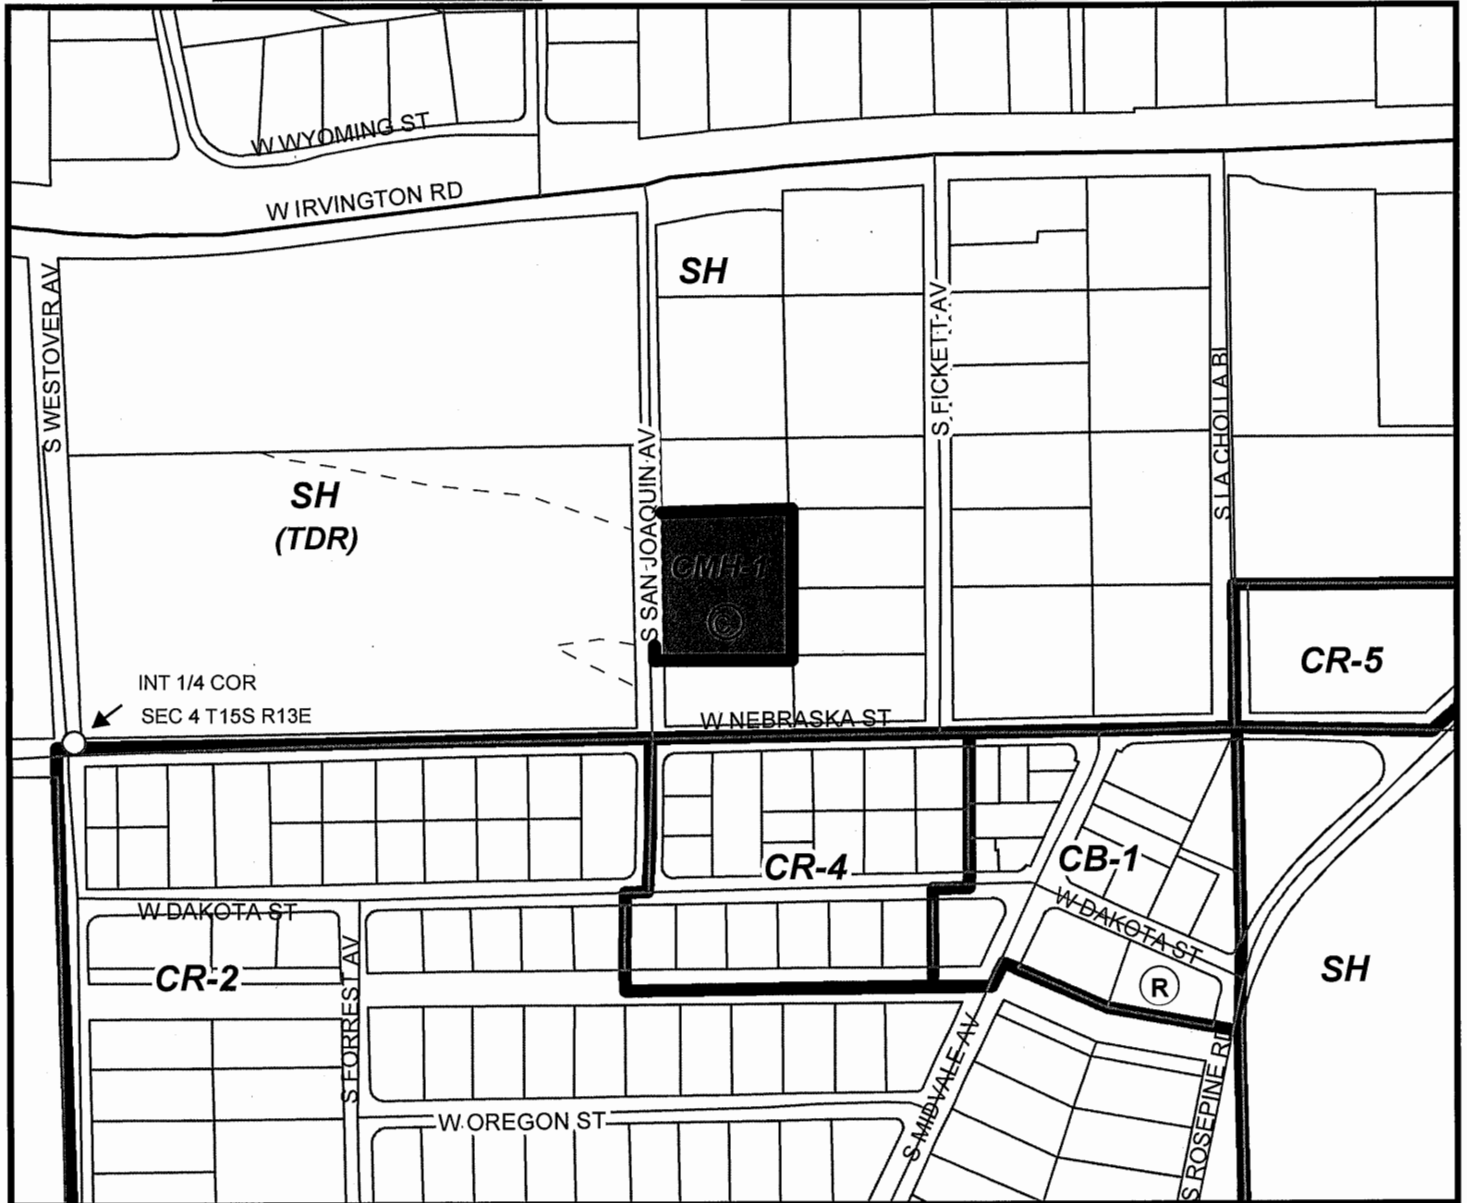 W WYOMING ST
W IRVINGTON RD
SH
S WESTOVER AV
S FICKETT AV
S LA CHOLLA BL
S SAN JOAQUIN AV
SH
(TDR)
CMH-1
©
CR-5
INT 1/4 COR
SEC 4 T15S R13E
W NEBRASKA ST
CR-4
CB-1
W DAKOTA ST
W DAKOTA ST
CR-2
S FORREST AV
R
SH
S MIDVALE AV
S ROSEPINE RD
W OREGON ST